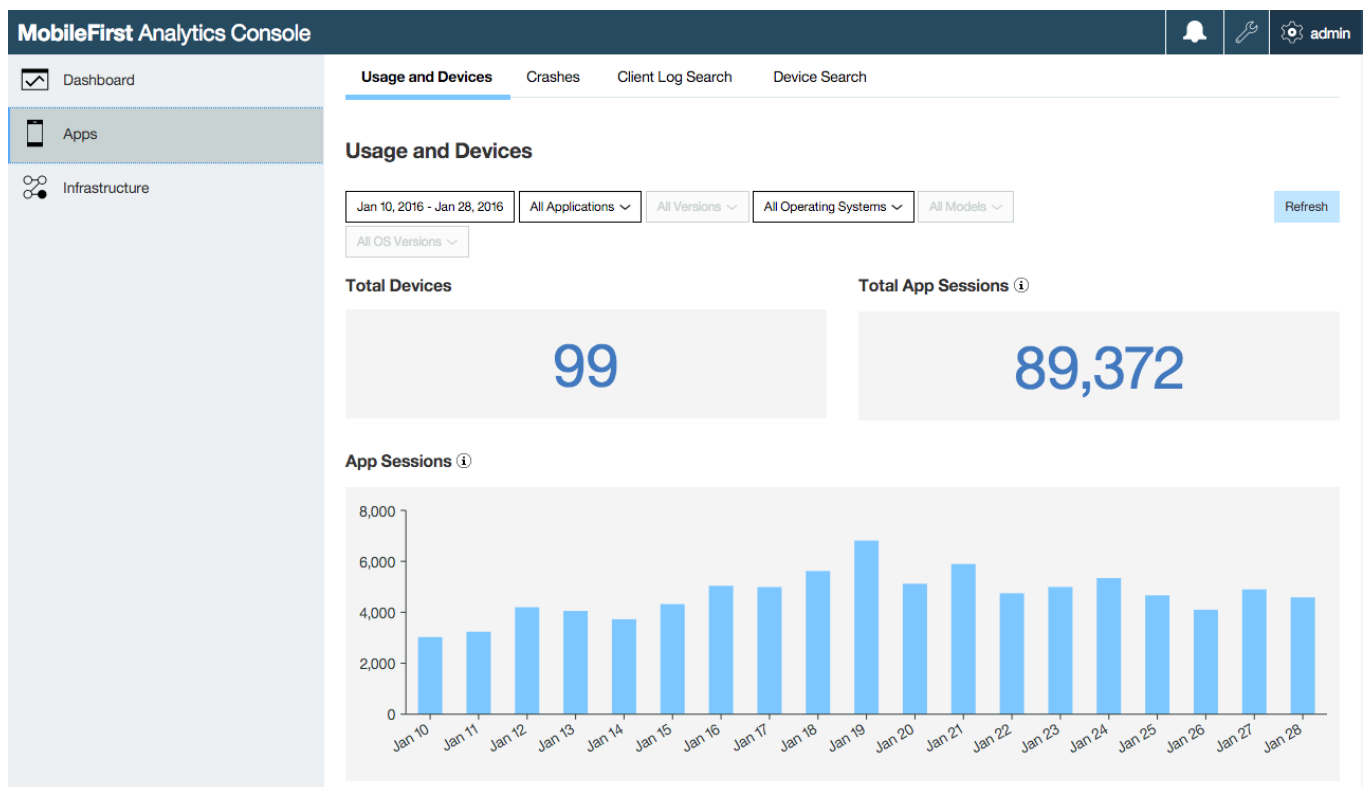 MobileFirst Analytics Console
admin
Dashboard
Apps
Infrastructure
Usage and Devices Crashes Client Log Search Device Search
Usage and Devices
Jan 10, 2016 - Jan 28, 2016 All Applications All Versions All Operating Systems All Models Refresh
All OS Versions
Total Devices
99
Total App Sessions
89,372
App Sessions
8,000
6,000
4,000
2,000
0
Jan 10 Jan 11 Jan 12 Jan 13 Jan 14 Jan 15 Jan 16 Jan 17 Jan 18 Jan 19 Jan 20 Jan 21 Jan 22 Jan 23 Jan 24 Jan 25 Jan 26 Jan 27 Jan 28